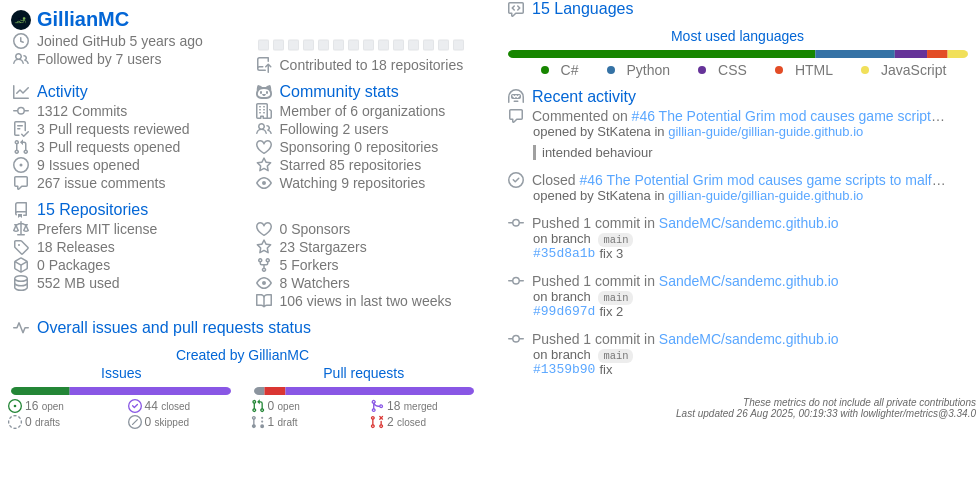 GillianMC
Joined GitHub 5 years ago
Followed by 7 users
Contributed to 18 repositories
Activity
1312 Commits
3 Pull requests reviewed
3 Pull requests opened
9 Issues opened
267 issue comments
Community stats
Member of 6 organizations
Following 2 users
Sponsoring 0 repositories
Starred 85 repositories
Watching 9 repositories
15 Repositories
Prefers MIT license
18 Releases
0 Packages
552 MB used
0 Sponsors
23 Stargazers
5 Forkers
8 Watchers
106 views in last two weeks
Overall issues and pull requests status
Created by GillianMC
Issues
16 open
44 closed
0 drafts
0 skipped
Pull requests
0 open
18 merged
1 draft
2 closed
15 Languages
Most used languages
C# Python CSS HTML JavaScript
Recent activity
Commented on #46 The Potential Grim mod causes game script…
opened by StKatena in gillian-guide/gillian-guide.github.io
intended behaviour
Closed #46 The Potential Grim mod causes game scripts to malf…
opened by StKatena in gillian-guide/gillian-guide.github.io
Pushed 1 commit in SandeMC/sandemc.github.io
on branch main
#35d8a1b fix 3
Pushed 1 commit in SandeMC/sandemc.github.io
on branch main
#99d697d fix 2
Pushed 1 commit in SandeMC/sandemc.github.io
on branch main
#1359b90 fix
These metrics do not include all private contributions
Last updated 26 Aug 2025, 00:19:33 with lowlighter/metrics@3.34.0